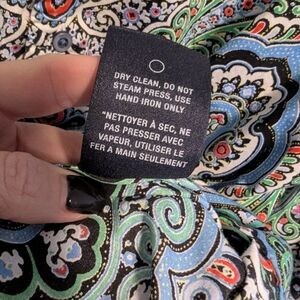 DRY CLEAN, DO NOT
STEAM PRESS, USE
HAND IRON ONLY
*NETTOYER À SEC, NE
PAS PRESSER AVEC
VAPEUR, UTILISER LE
FER A MAIN SEULEMENT